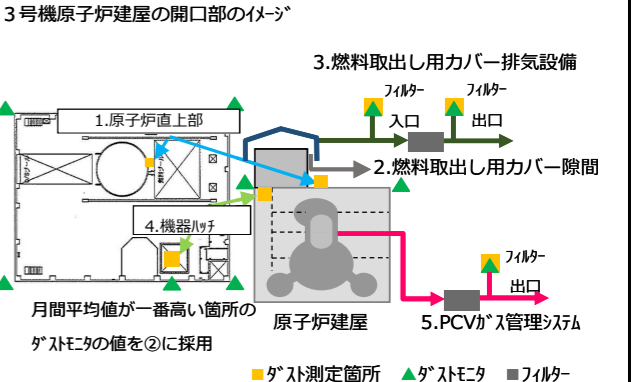 ３号機原子炉建屋の開口部のｲﾒｰｼﾞ
3.燃料取出し用カバー排気設備
ﾌｨﾙﾀｰ
ﾌｨﾙﾀｰ
1.原子炉直上部
入口
出口
2.燃料取出し用カバー隙間
4.機器ﾊｯﾁ
ﾌｨﾙﾀｰ
出口
月間平均値が一番高い箇所の
ﾀﾞｽﾄﾓﾆﾀの値を②に採用
原子炉建屋
5.PCVｶﾞｽ管理ｼｽﾃﾑ
ﾀﾞｽﾄ測定箇所
ﾀﾞｽﾄﾓﾆﾀ
ﾌｨﾙﾀｰ